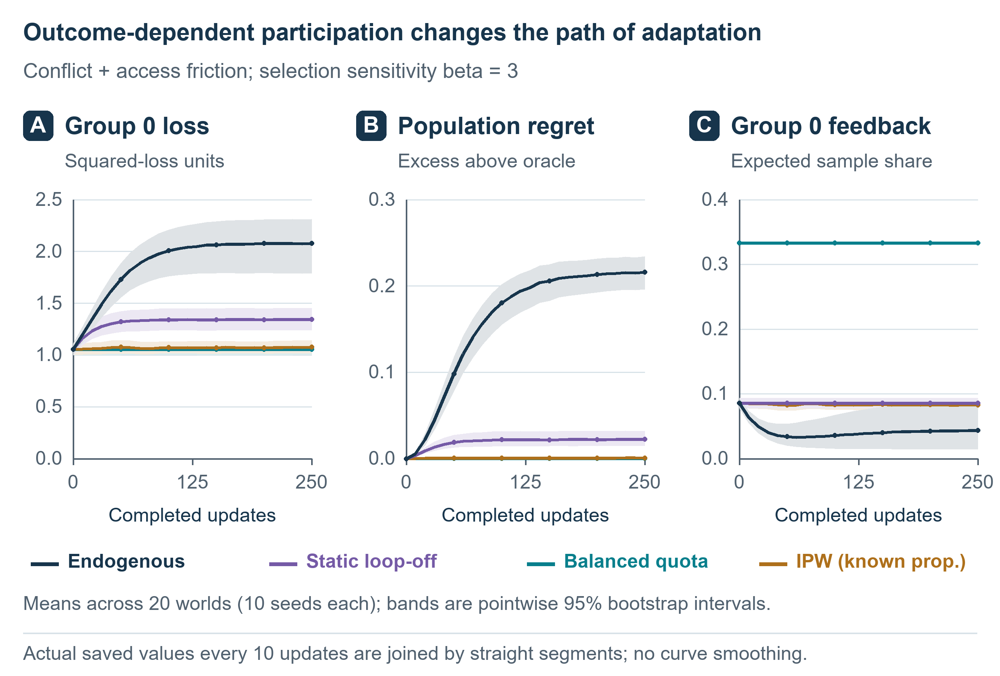 Outcome-dependent participation changes the path of adaptation
Conflict + access friction; selection sensitivity beta = 3
A Group 0 loss
Squared-loss units
2.5
2.0
1.5
1.0
0.5
0.0
0 125 250
Completed updates
B Population regret
Excess above oracle
0.3
0.2
0.1
0.0
0 125 250
Completed updates
C Group 0 feedback
Expected sample share
0.4
0.3
0.2
0.1
0.0
0 125 250
Completed updates
Endogenous Static loop-off Balanced quota IPW (known prop.)
Means across 20 worlds (10 seeds each); bands are pointwise 95% bootstrap intervals.
Actual saved values every 10 updates are joined by straight segments; no curve smoothing.